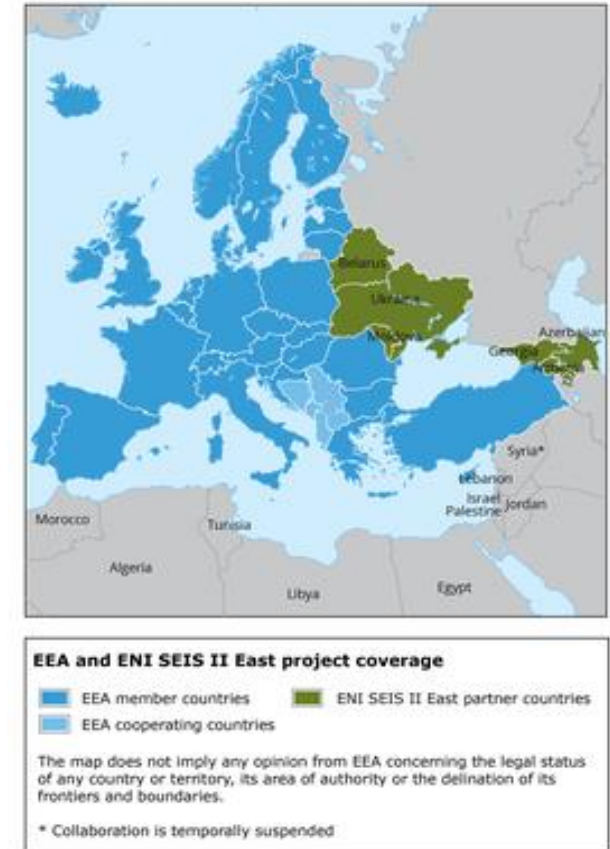 Belarus
Ukraine
Moldova
Georgia
Azerbaijan
Armenia
Syria*
Lebanon
Israel
Palestine
Jordan
Morocco
Tunisia
Algeria
Libya
Egypt
EEA and ENI SEIS II East project coverage
EEA member countries
ENI SEIS II East partner countries
EEA cooperating countries
The map does not imply any opinion from EEA concerning the legal status
of any country or territory, its area of authority or the delination of its
frontiers and boundaries.
* Collaboration is temporally suspended